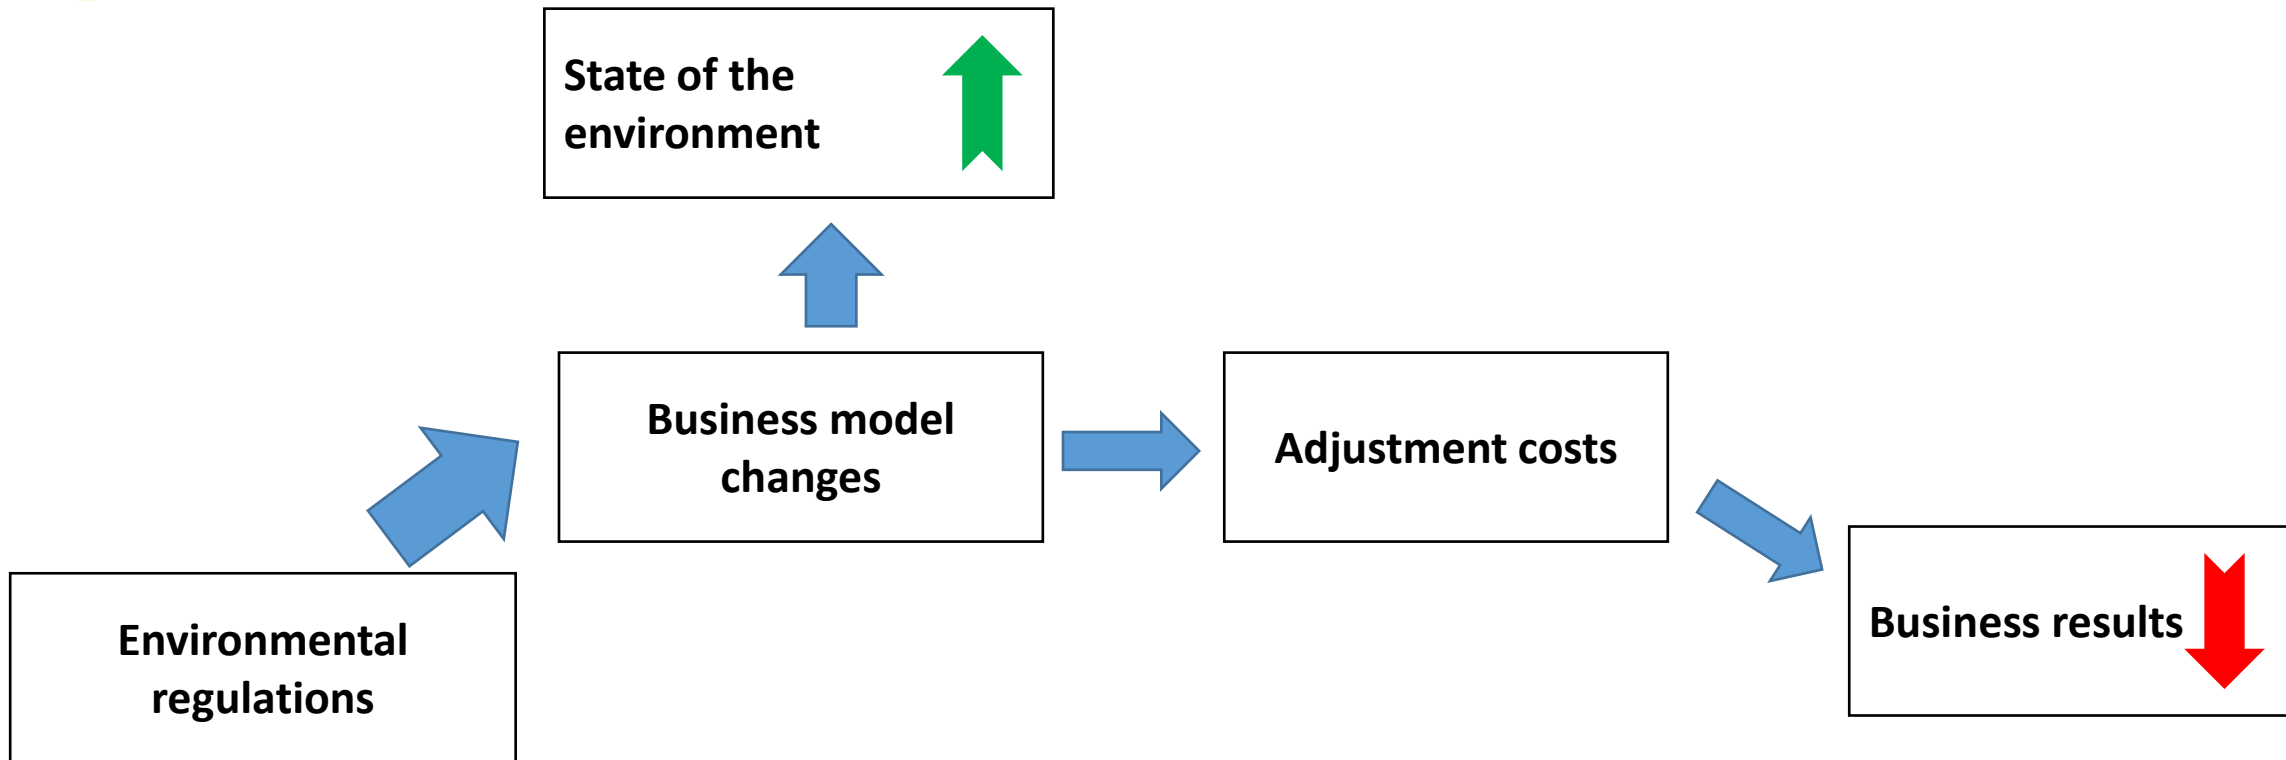 State of the
environment
Business model
changes
Adjustment costs
Business results
Environmental
regulations